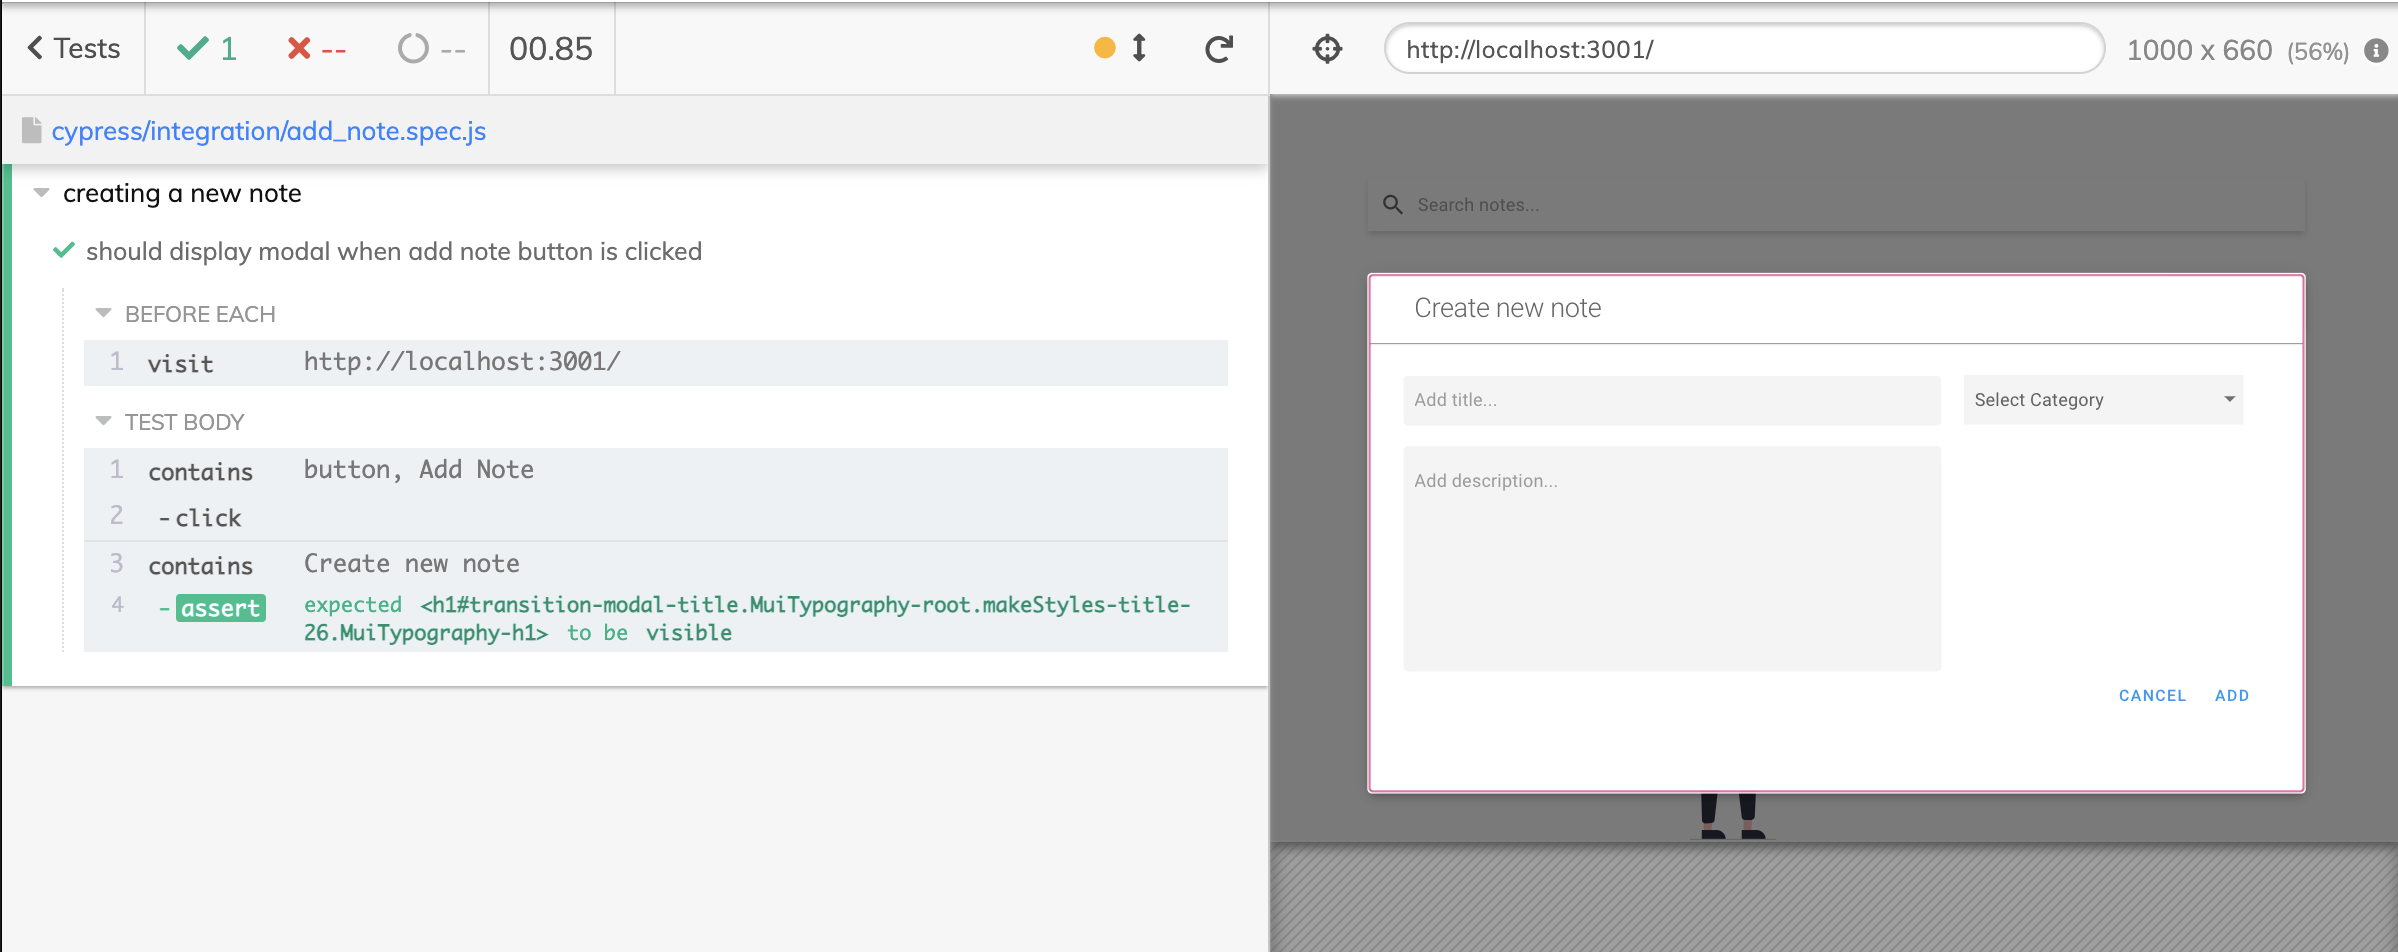 Tests 1 -- -- 00.85
http://localhost:3001/ 1000 x 660 (56%)
cypress/integration/add_note.spec.js
creating a new note
should display modal when add note button is clicked
BEFORE EACH
1 visit http://localhost:3001/
TEST BODY
1 contains button, Add Note
2 -click
3 contains Create new note
4 -assert expected <h1#transition-modal-title.MuiTypography-root.makeStyles-title-
26.MuiTypography-h1> to be visible
Search notes...
Create new note
Add title... Select Category
Add description...
CANCEL ADD